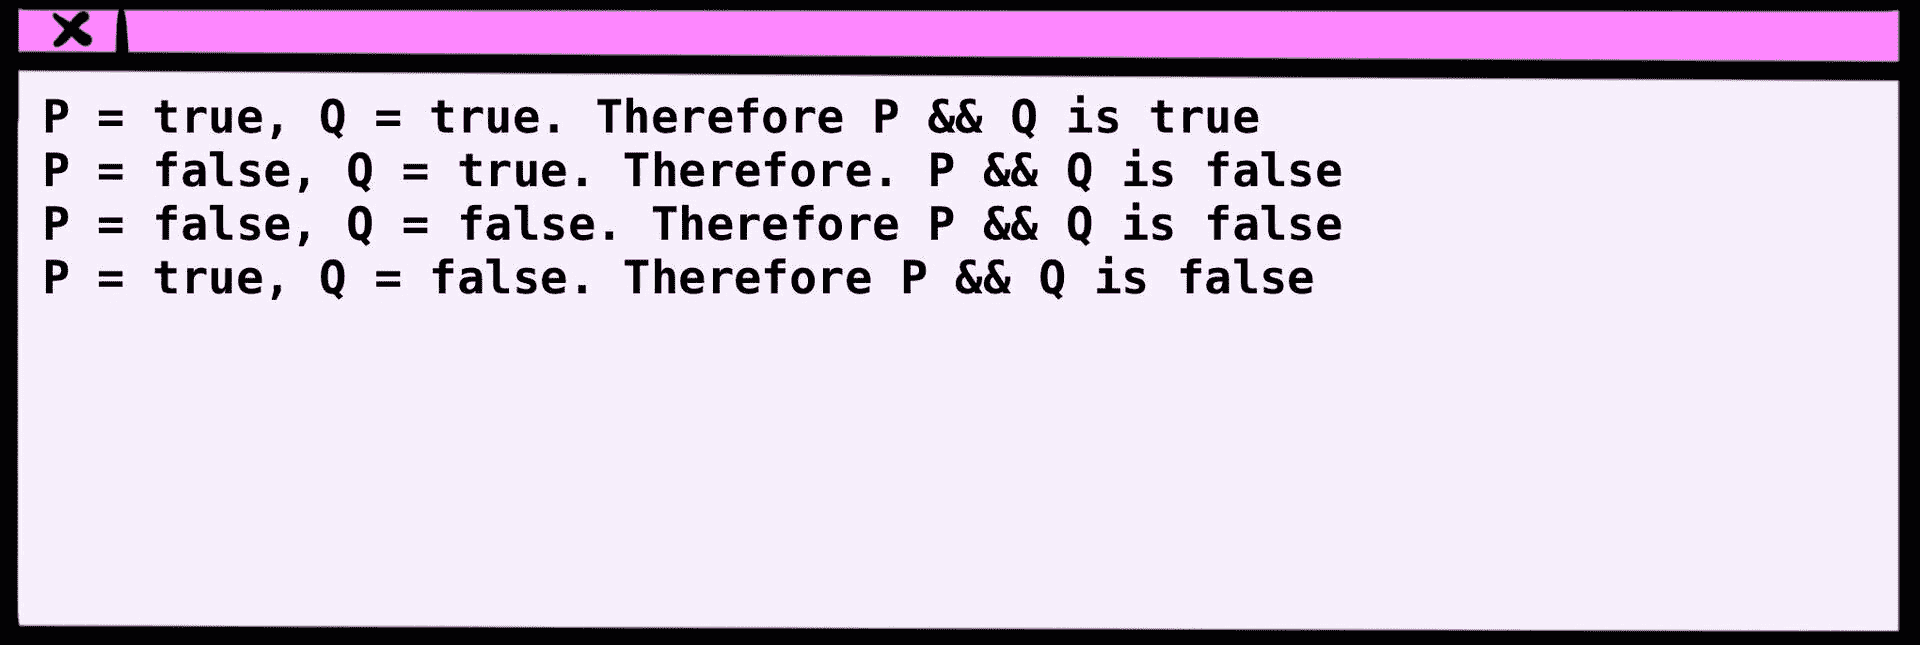 P = true, Q = true. Therefore P && Q is true
P = false, Q = true. Therefore. P && Q is false
P = false, Q = false. Therefore P && Q is false
P = true, Q = false. Therefore P && Q is false